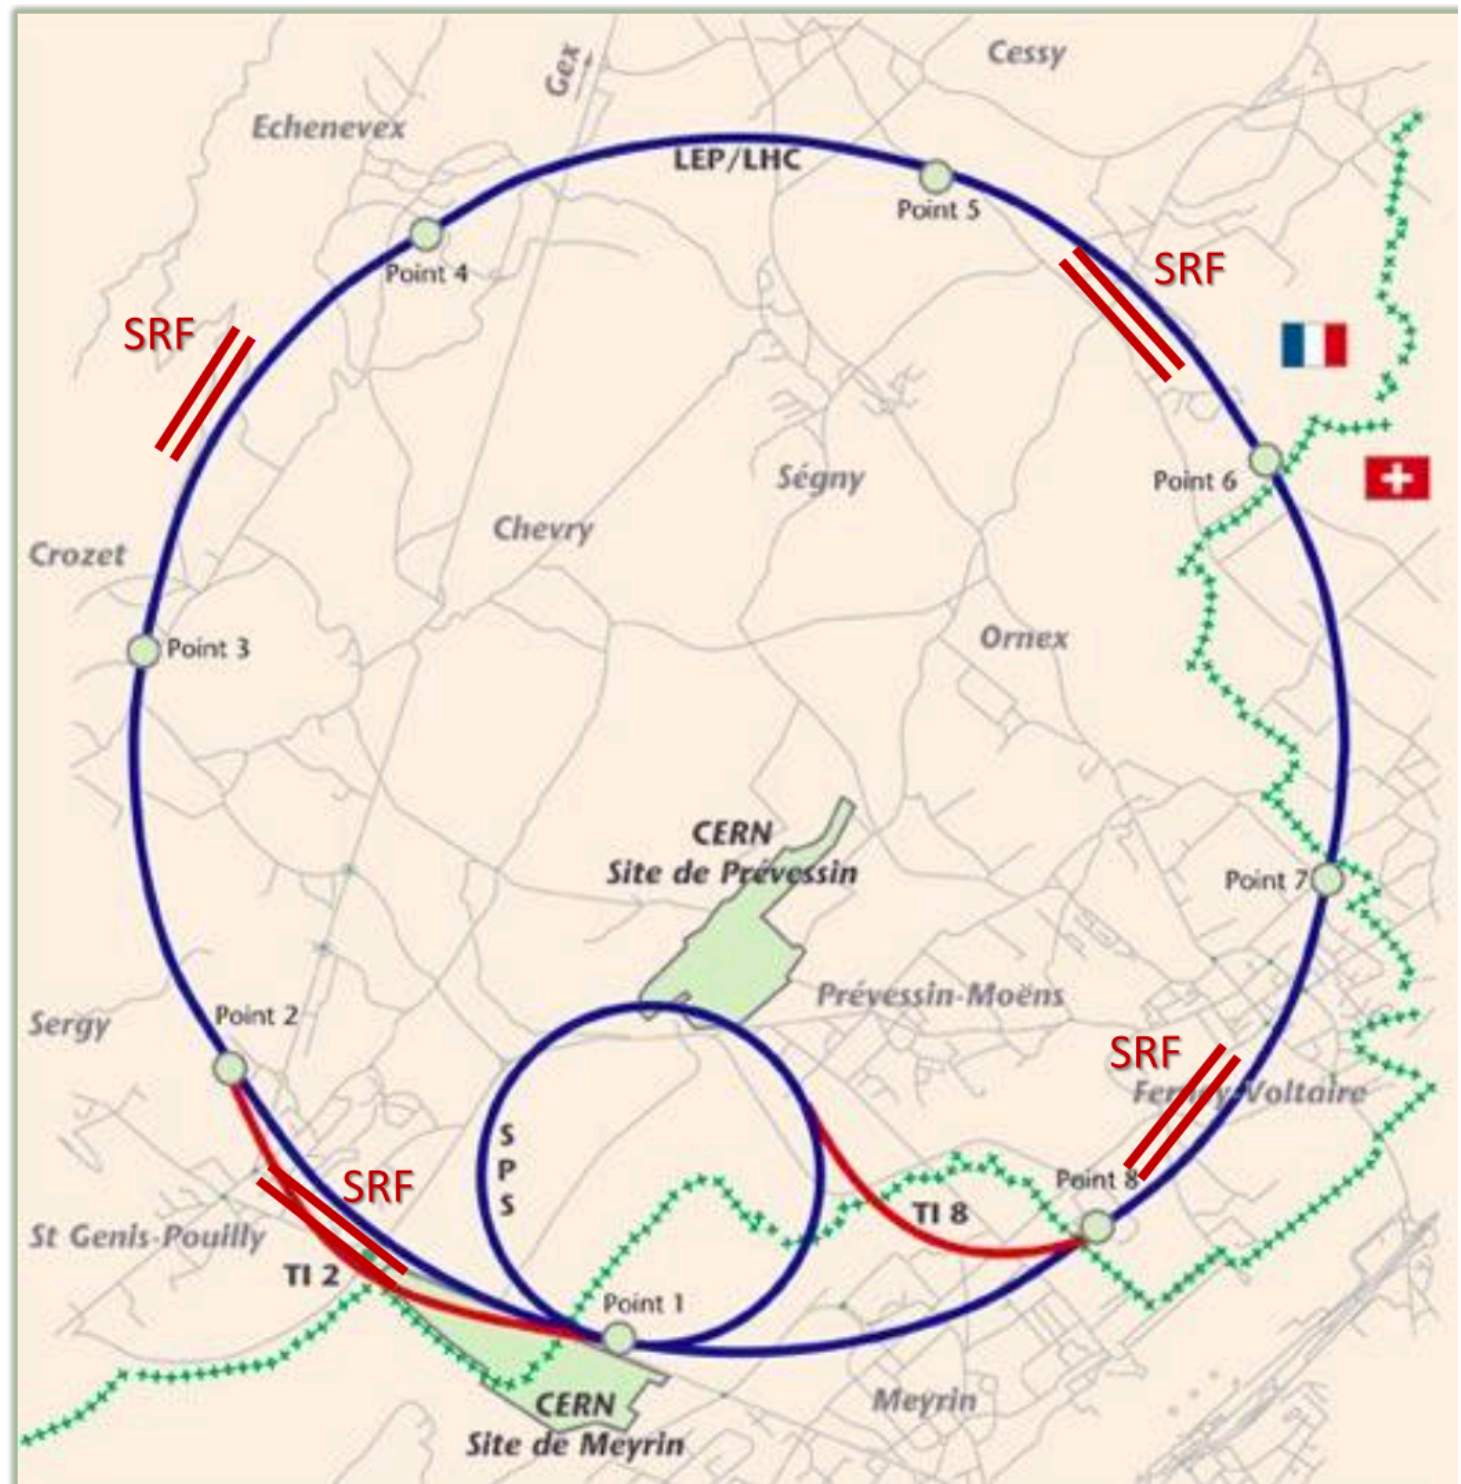 Cessy
Gex
Echenevex
LEP/LHC
Point 5
Point 4
SRF
SRF
Ségny
Point 6
Chevry
Crozet
Ornex
Point 3
CERN
Site de Prévessin
Point 7
Prévessin-Moëns
Point 2
Sergy
SRF
Ferney-Voltaire
S
P
S
SRF
Point 8
TI 8
St Genis-Pouilly
TI 2
Point 1
Meyrin
CERN
Site de Meyrin